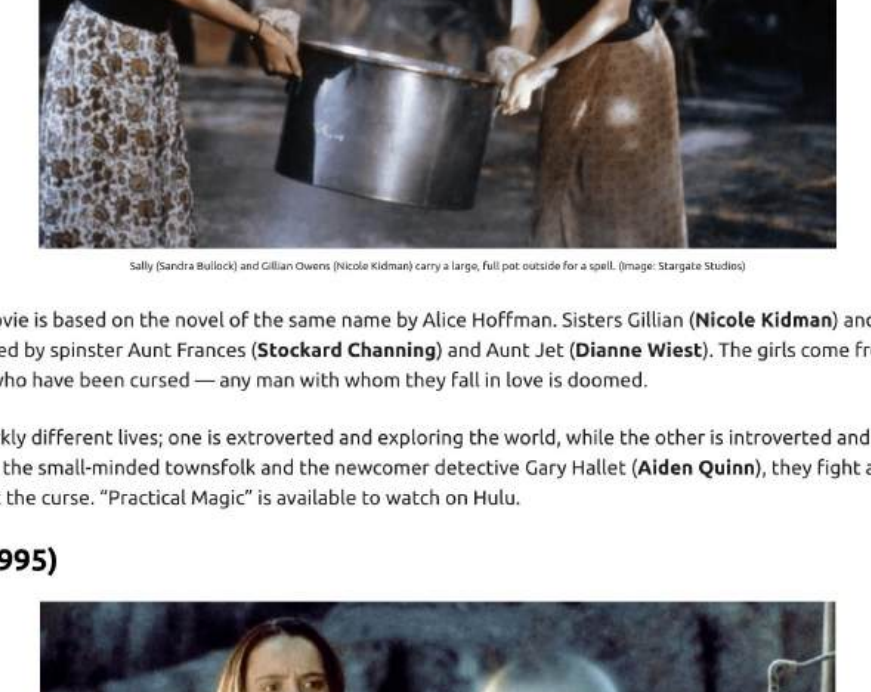 Sally (Sandra Bullock) and Gillian Owens (Nicole Kidman) carry a large, full pot outside for a spell. (Image: Stargate Studios)
ovie is based on the novel of the same name by Alice Hoffman. Sisters Gillian (Nicole Kidman) and
ed by spinster Aunt Frances (Stockard Channing) and Aunt Jet (Dianne Wiest). The girls come fr
who have been cursed — any man with whom they fall in love is doomed.
kly different lives; one is extroverted and exploring the world, while the other is introverted and
the small-minded townsfolk and the newcomer detective Gary Hallet (Aiden Quinn), they fight a
the curse. “Practical Magic” is available to watch on Hulu.
995)